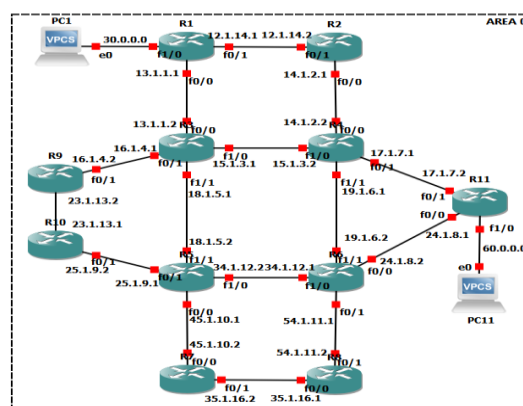 PC1
VPCS
30.0.0.0
e0
f1/0
R1
12.1.14.1
f0/1
12.1.14.2
f0/1
R2
AREA 0
f0/0
13.1.1.1
f0/0
14.1.2.1
13.1.1.2
f0/0
14.1.2.2
f0/0
R9
16.1.4.2
f0/1
16.1.4.1
f0/1
15.1.3.1
f1/0
15.1.3.2
f1/0
17.1.7.1
f0/1
17.1.7.2
f0/1
R11
f1/1
18.1.5.1
f1/1
19.1.6.1
23.1.13.2
R10
23.1.13.1
f0/0
24.1.8.1
f1/0
60.0.0.0
e0
VPCS
PC11
18.1.5.2
f1/1
19.1.6.2
f1/1
24.1.8.2
f0/0
25.1.9.2
f0/1
25.1.9.1
f0/1
34.1.12.2
f1/0
34.1.12.1
f1/0
f0/0
45.1.10.1
f0/1
54.1.11.1
45.1.10.2
f0/0
54.1.11.2
f0/1
f0/1
35.1.16.2
f0/0
35.1.16.1